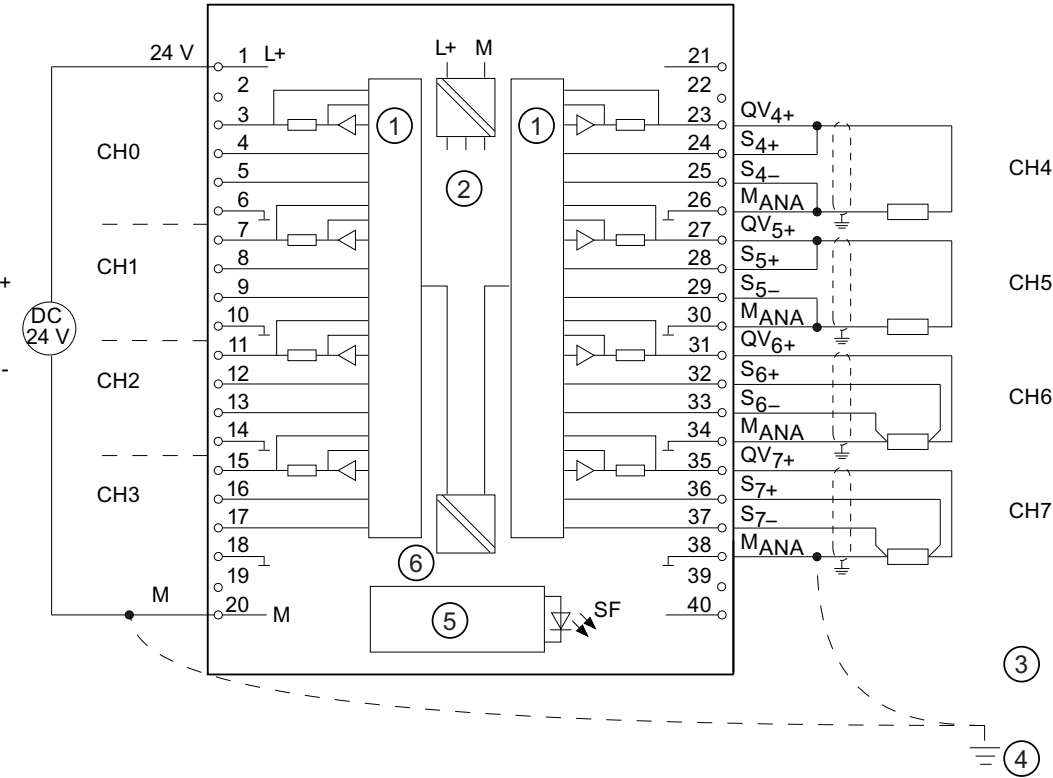 24 V 1 L+ L+ M 21
2 22
3 1 1 23 QV4+
CH0 4 24 S4+
5 2 25 S4– CH4
6 26 MANA
7 27 QV5+
CH1 8 28 S5+
9 29 S5– CH5
+ 10 30 MANA
DC
24 V
- 11 31 QV6+
CH2 12 32 S6+ CH6
13 33 S6–
14 34 MANA
15 35 QV7+
CH3 16 36 S7+ CH7
17 37 S7–
18 6 38 MANA
19 39
M 20 M 5 SF 40
3
4